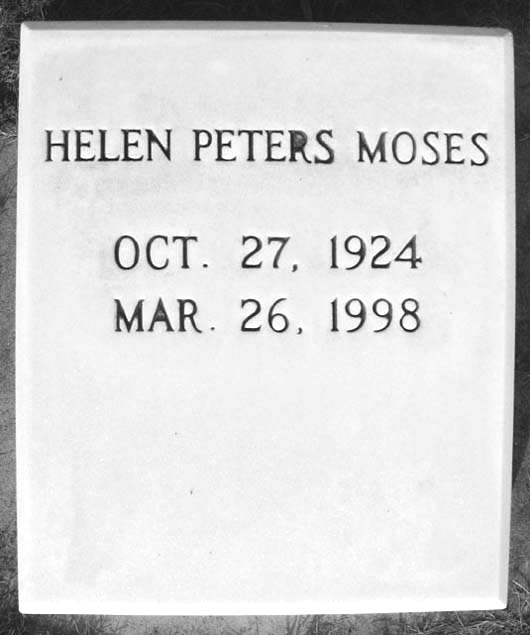 HELEN PETERS MOSES
OCT. 27, 1924
MAR. 26, 1998